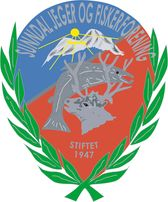 SUNNDAL JEGER OG FISKERFORENING
STIFTET
1947